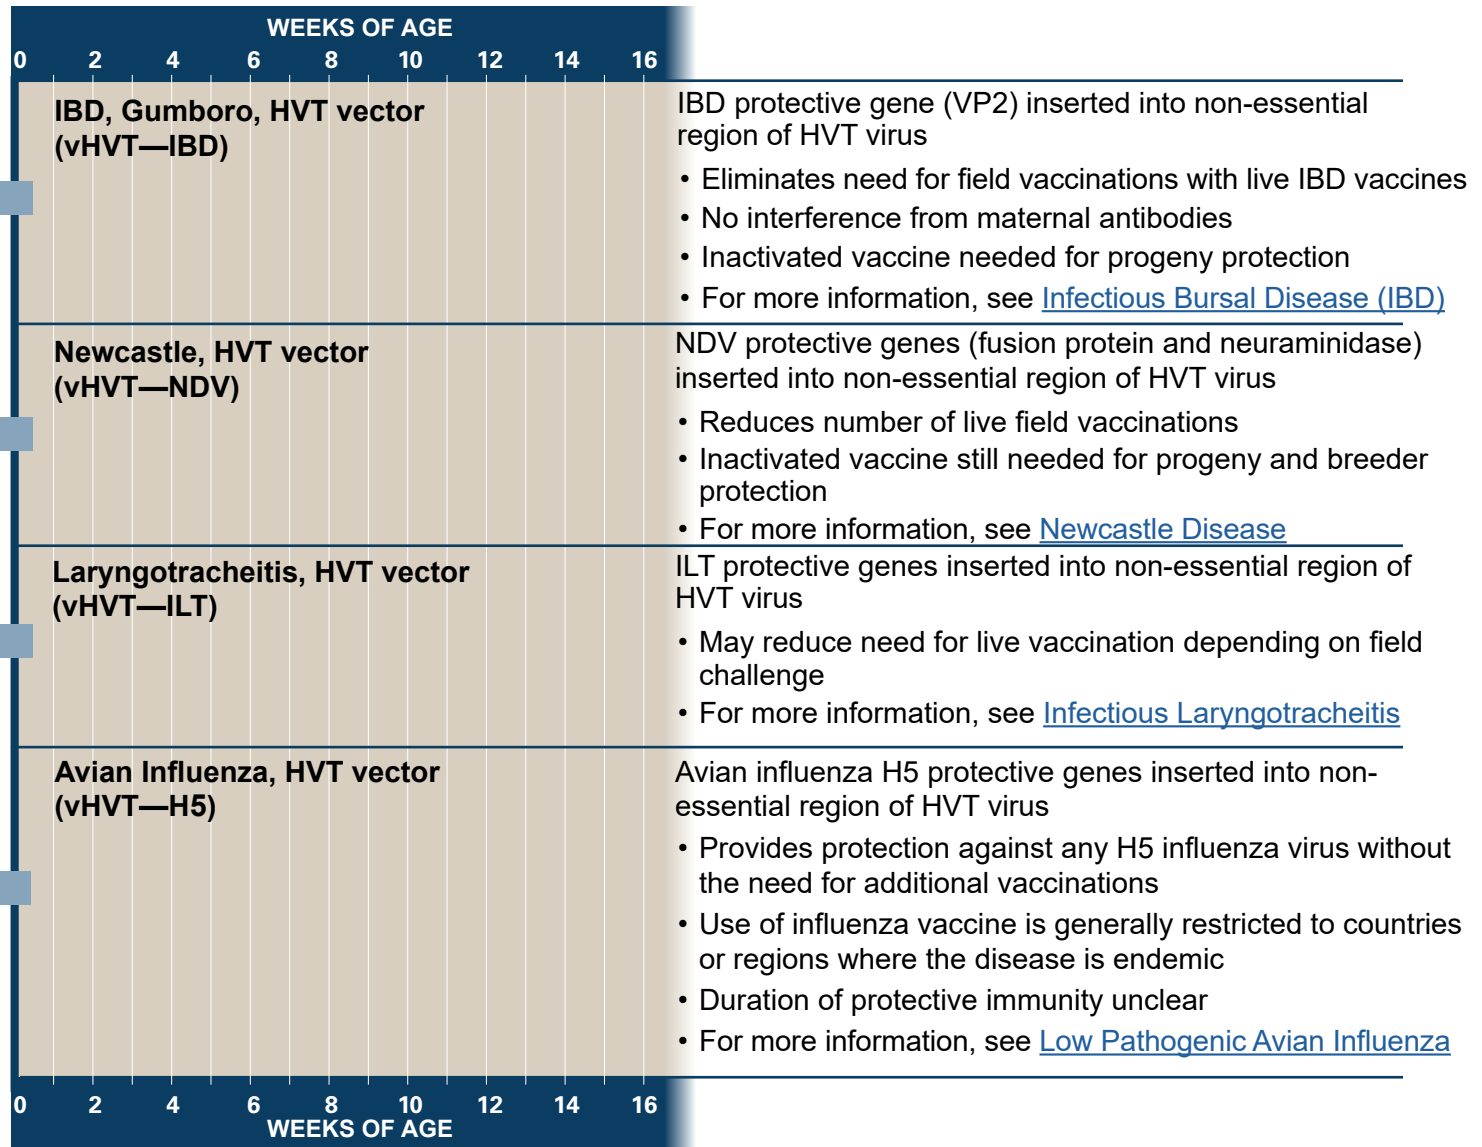 WEEKS OF AGE
0 2 4 6 8 10 12 14 16
IBD, Gumboro, HVT vector
(vHVT—IBD)
IBD protective gene (VP2) inserted into non-essential
region of HVT virus
• Eliminates need for field vaccinations with live IBD vaccines
• No interference from maternal antibodies
• Inactivated vaccine needed for progeny protection
• For more information, see Infectious Bursal Disease (IBD)
Newcastle, HVT vector
(vHVT—NDV)
NDV protective genes (fusion protein and neuraminidase)
inserted into non-essential region of HVT virus
• Reduces number of live field vaccinations
• Inactivated vaccine still needed for progeny and breeder
protection
• For more information, see Newcastle Disease
Laryngotracheitis, HVT vector
(vHVT—ILT)
ILT protective genes inserted into non-essential region of
HVT virus
• May reduce need for live vaccination depending on field
challenge
• For more information, see Infectious Laryngotracheitis
Avian Influenza, HVT vector
(vHVT—H5)
Avian influenza H5 protective genes inserted into non-
essential region of HVT virus
• Provides protection against any H5 influenza virus without
the need for additional vaccinations
• Use of influenza vaccine is generally restricted to countries
or regions where the disease is endemic
• Duration of protective immunity unclear
• For more information, see Low Pathogenic Avian Influenza
0 2 4 6 8 10 12 14 16
WEEKS OF AGE